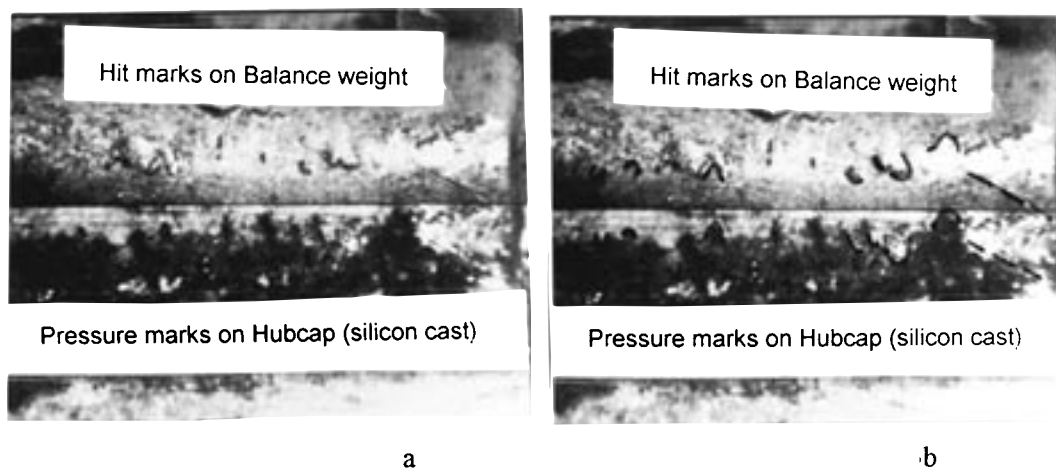 Hit marks on Balance weight
Hit marks on Balance weight
Pressure marks on Hubcap (silicon cast)
Pressure marks on Hubcap (silicon cast)
a
b